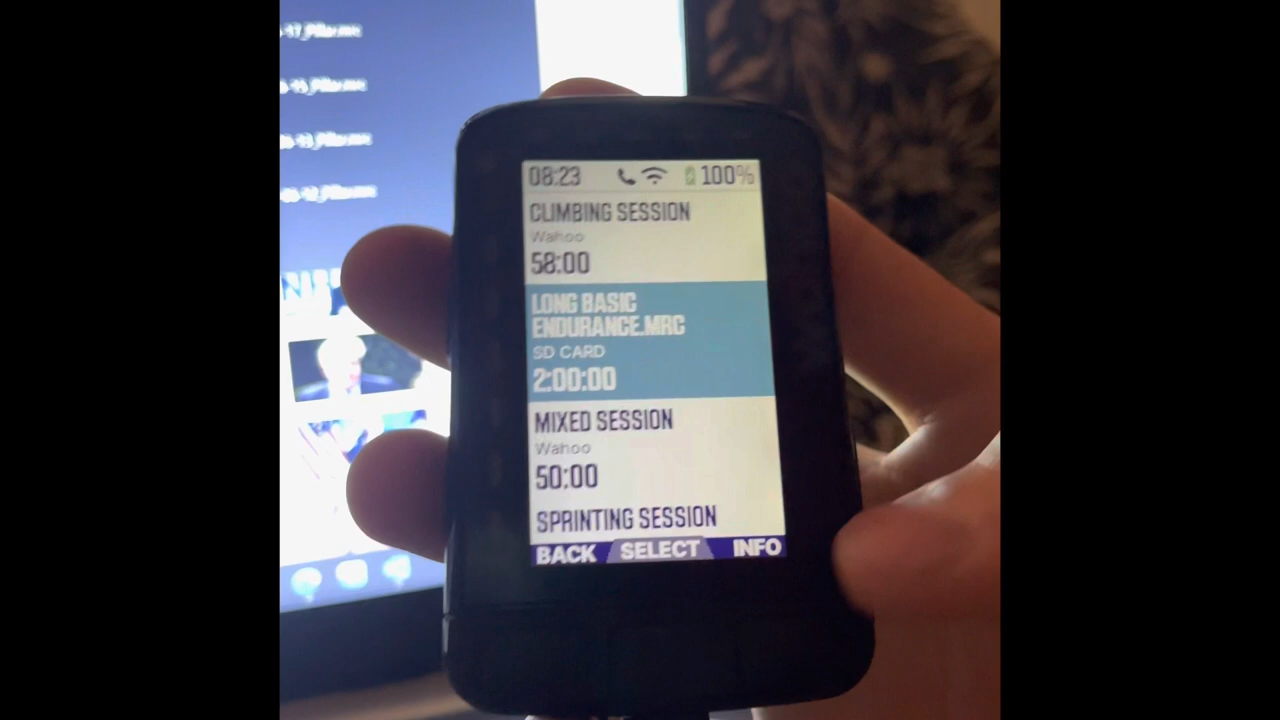 08:23 100%
CLIMBING SESSION
Wahoo
58:00
LONG BASIC
ENDURANCE.MRC
SD CARD
2:00:00
MIXED SESSION
Wahoo
50:00
SPRINTING SESSION
BACK SELECT INFO